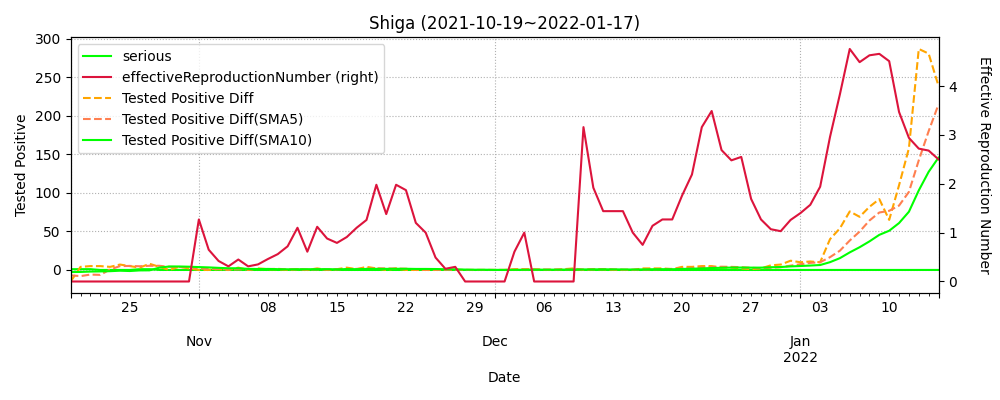 Shiga (2021-10-19~2022-01-17)
serious
effectiveReproductionNumber (right)
Tested Positive Diff
Tested Positive Diff(SMA5)
Tested Positive Diff(SMA10)
Tested Positive
300
250
200
150
100
50
0
4
3
2
1
0
Effective Reproduction Number
25 08 15 22 29 06 13 20 27 03 10
Nov Dec Jan
2022
Date